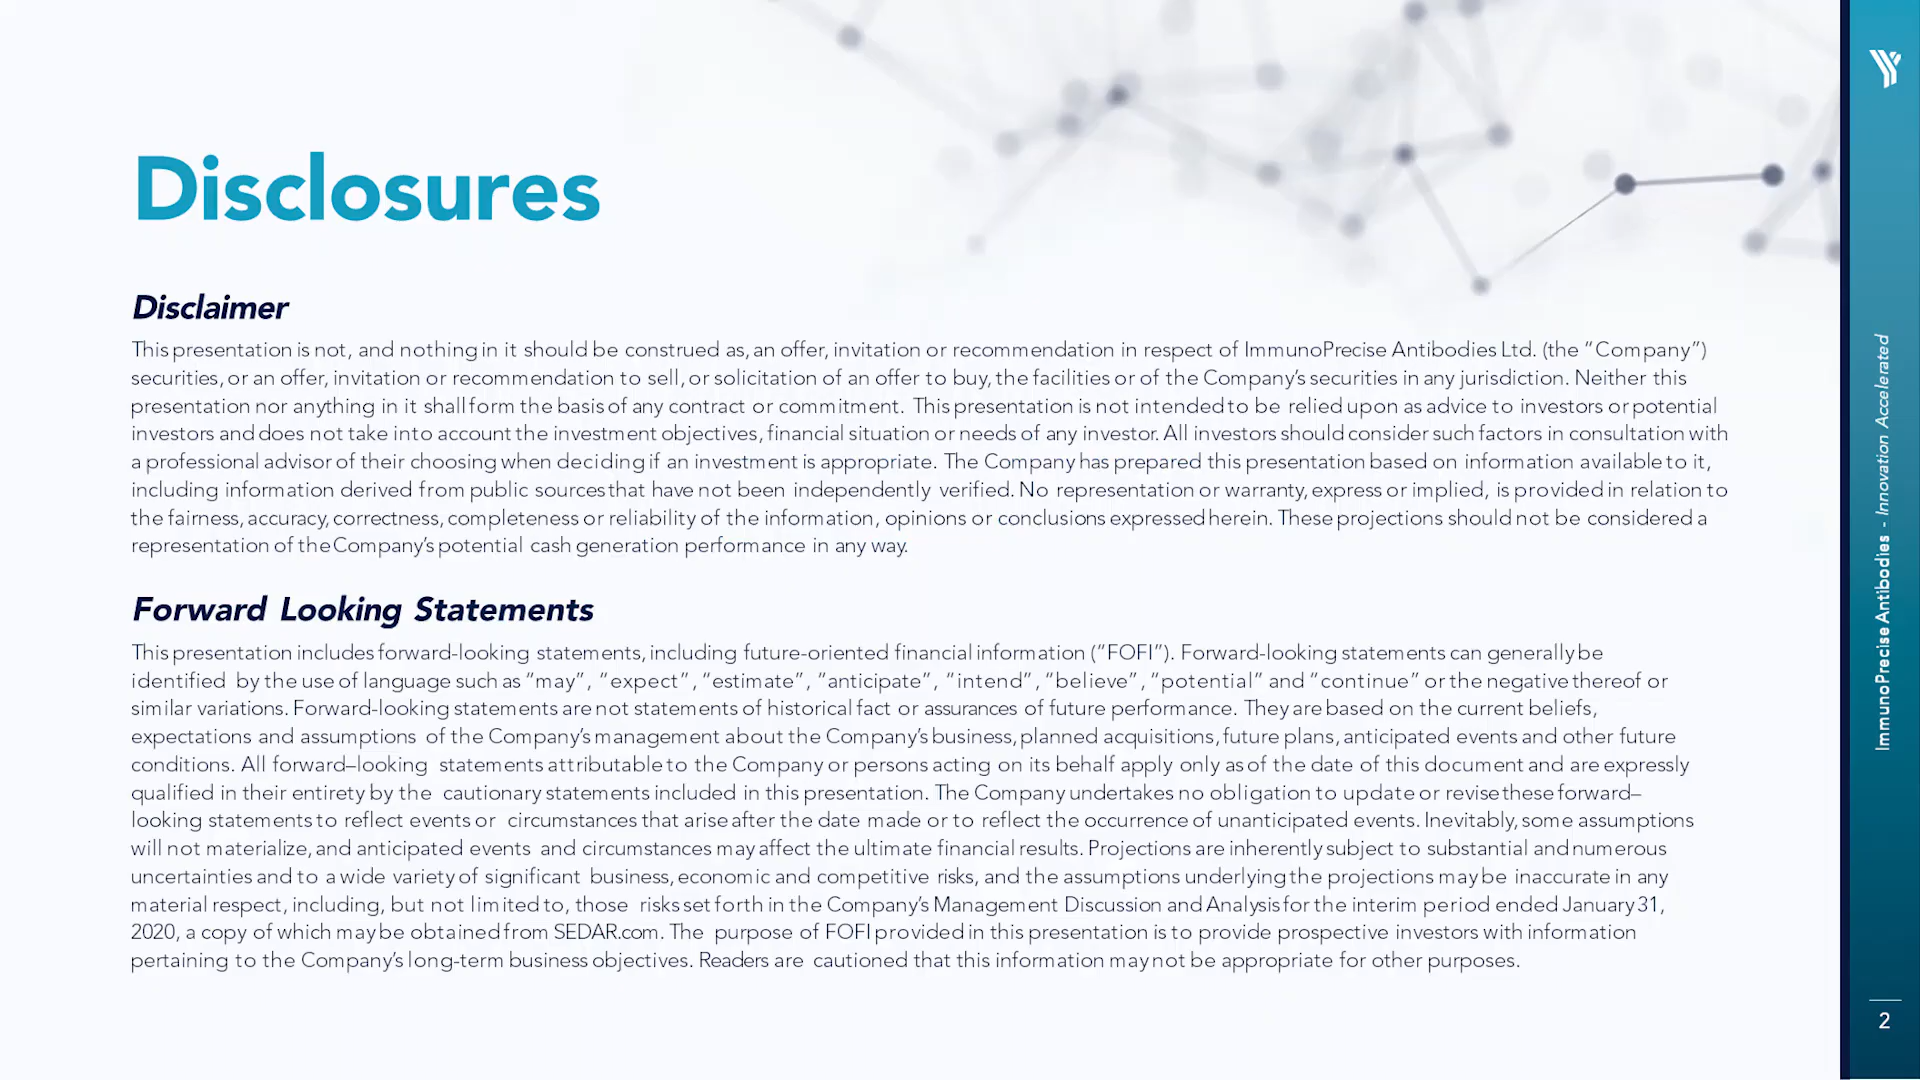 Disclosures
Disclaimer
This presentation is not, and nothing in it should be construed as, an offer, invitation or recommendation in respect of ImmunoPrecise Antibodies Ltd. (the “Company”)
securities, or an offer, invitation or recommendation to sell, or solicitation of an offer to buy, the facilities or of the Company’s securities in any jurisdiction. Neither this
presentation nor anything in it shall form the basis of any contract or commitment. This presentation is not intended to be relied upon as advice to investors or potential
investors and does not take into account the investment objectives, financial situation or needs of any investor. All investors should consider such factors in consultation with
a professional advisor of their choosing when deciding if an investment is appropriate. The Company has prepared this presentation based on information available to it,
including information derived from public sources that have not been independently verified. No representation or warranty, express or implied, is provided in relation to
the fairness, accuracy, correctness, completeness or reliability of the information, opinions or conclusions expressed herein. These projections should not be considered a
representation of the Company’s potential cash generation performance in any way.
Forward Looking Statements
This presentation includes forward-looking statements, including future-oriented financial information (“FOFI”). Forward-looking statements can generally be
identified by the use of language such as “may”, “expect”, “estimate”, “anticipate”, “intend”, “believe”, “potential” and “continue” or the negative thereof or
similar variations. Forward-looking statements are not statements of historical fact or assurances of future performance. They are based on the current beliefs,
expectations and assumptions of the Company’s management about the Company’s business, planned acquisitions, future plans, anticipated events and other future
conditions. All forward–looking statements attributable to the Company or persons acting on its behalf apply only as of the date of this document and are expressly
qualified in their entirety by the cautionary statements included in this presentation. The Company undertakes no obligation to update or revise these forward–
looking statements to reflect events or circumstances that arise after the date made or to reflect the occurrence of unanticipated events. Inevitably, some assumptions
will not materialize, and anticipated events and circumstances may affect the ultimate financial results. Projections are inherently subject to substantial and numerous
uncertainties and to a wide variety of significant business, economic and competitive risks, and the assumptions underlying the projections may be inaccurate in any
material respect, including, but not limited to, those risks set forth in the Company’s Management Discussion and Analysis for the interim period ended January 31,
2020, a copy of which may be obtained from SEDAR.com. The purpose of FOFI provided in this presentation is to provide prospective investors with information
pertaining to the Company’s long-term business objectives. Readers are cautioned that this information may not be appropriate for other purposes.
ImmunoPrecise Antibodies - Innovation Accelerated
2